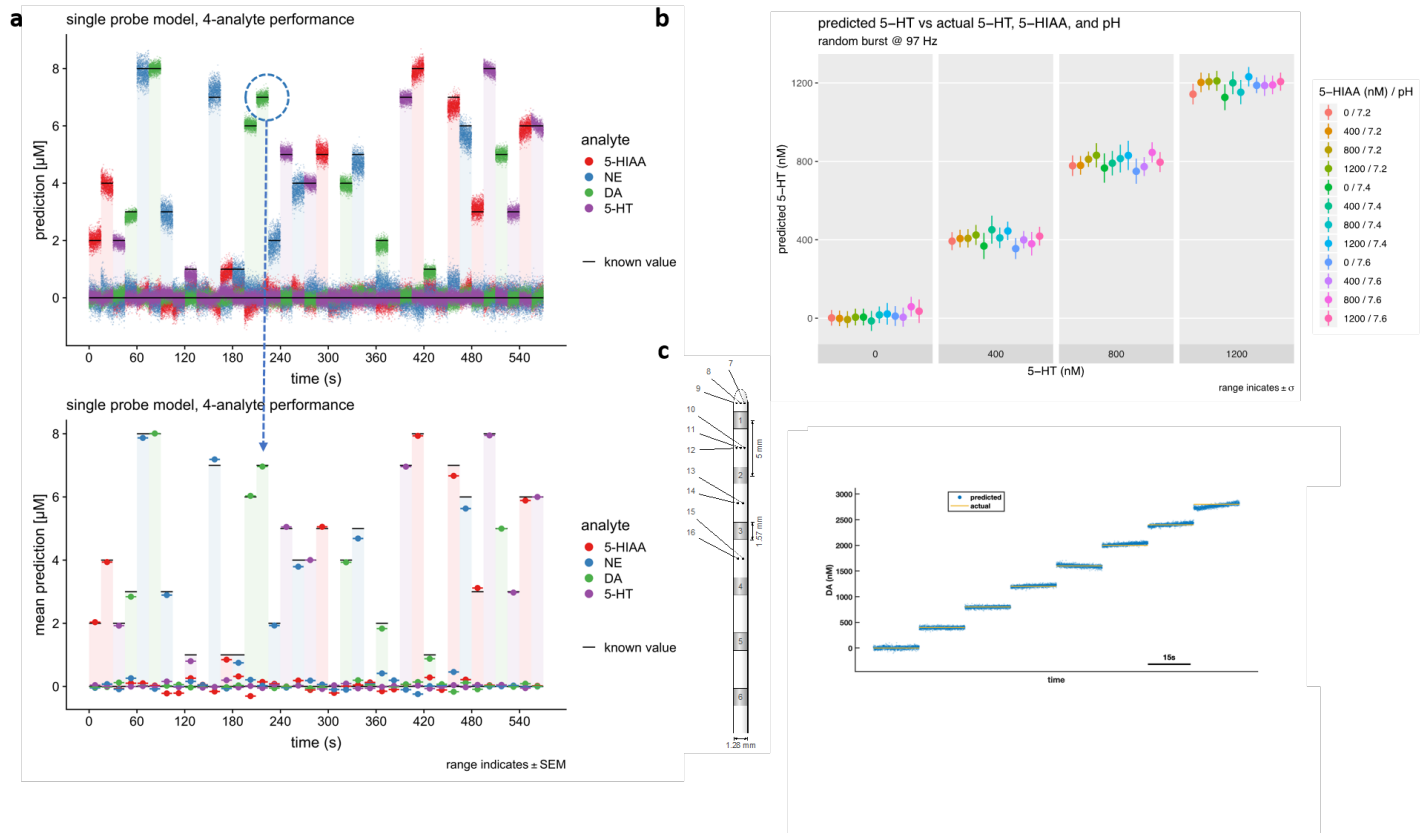 a
single probe model, 4-analyte performance
prediction [µM]
8
6
4
2
0
0 60 120 180 240 300 360 420 480 540
time (s)
analyte
5-HIAA
NE
DA
5-HT
known value
single probe model, 4-analyte performance
mean prediction [µM]
8
6
4
2
0
0 60 120 180 240 300 360 420 480 540
time (s)
range indicates ± SEM
analyte
5-HIAA
NE
DA
5-HT
known value
b
predicted 5−HT vs actual 5−HT, 5−HIAA, and pH
random burst @ 97 Hz
predicted 5−HT (nM)
1200
800
400
0
0 400 800 1200
5−HT (nM)
range inicates ± σ
5−HIAA (nM) / pH
0 / 7.2
400 / 7.2
800 / 7.2
1200 / 7.2
0 / 7.4
400 / 7.4
800 / 7.4
1200 / 7.4
0 / 7.6
400 / 7.6
800 / 7.6
1200 / 7.6
c
7
8
9
10
11
12
13
14
15
16
1
2
3
4
5
6
5 mm
1.57 mm
1.28 mm
predicted
actual
DA (nM)
3000
2500
2000
1500
1000
500
0
15s
time